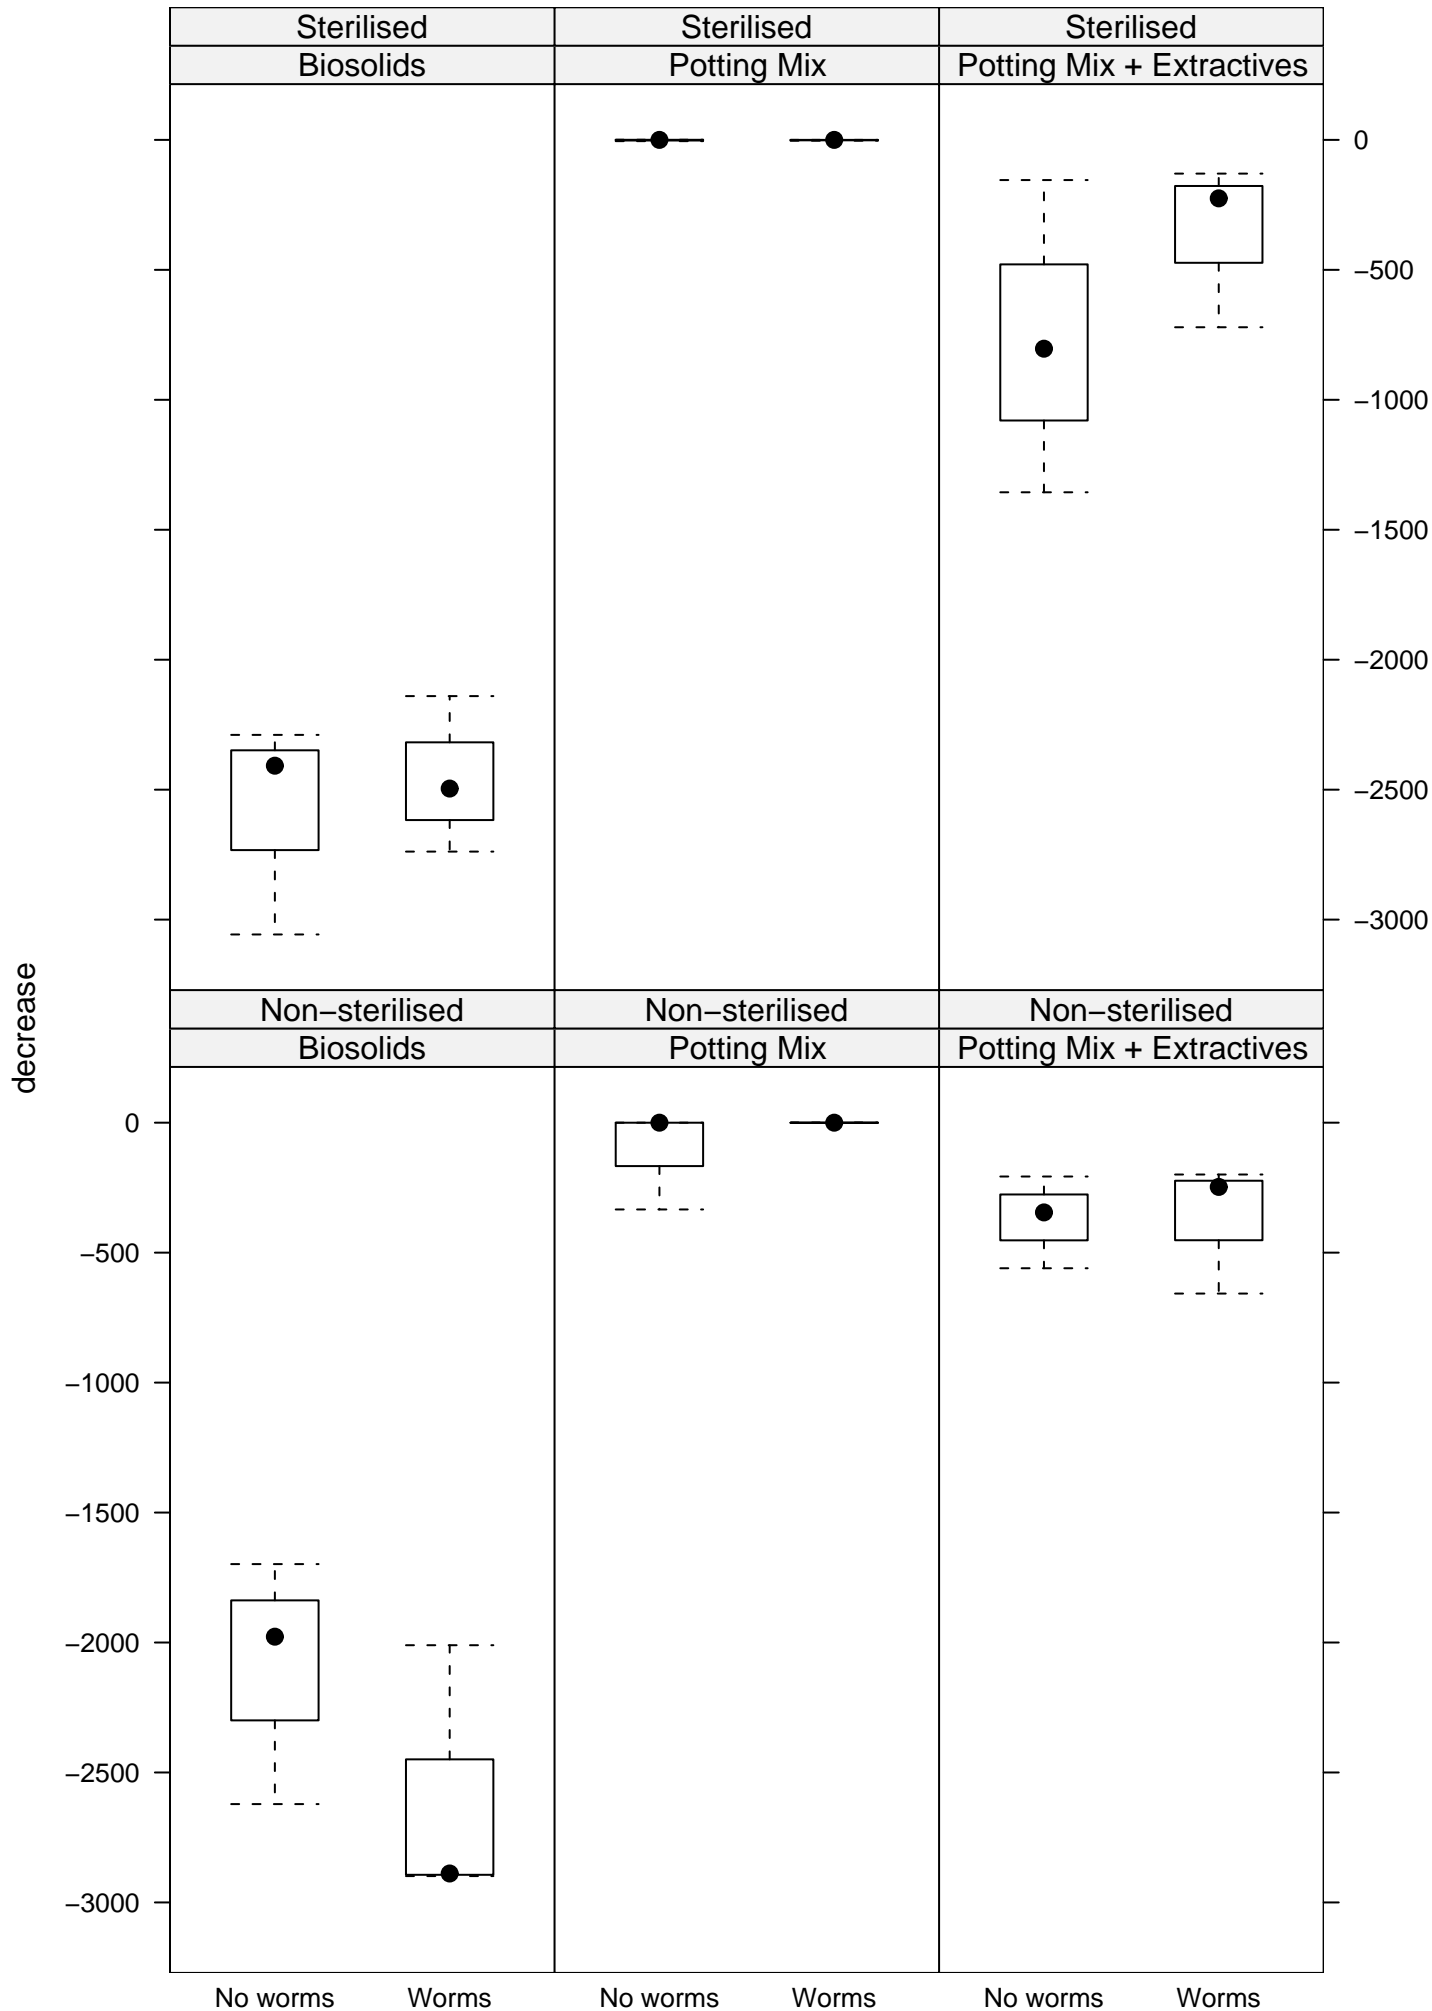 Sterilised Sterilised Sterilised
Biosolids Potting Mix Potting Mix + Extractives
0
−500
−1000
−1500
−2000
−2500
−3000
decrease
Non−sterilised Non−sterilised Non−sterilised
Biosolids Potting Mix Potting Mix + Extractives
0
−500
−1000
−1500
−2000
−2500
−3000
No worms Worms No worms Worms No worms Worms